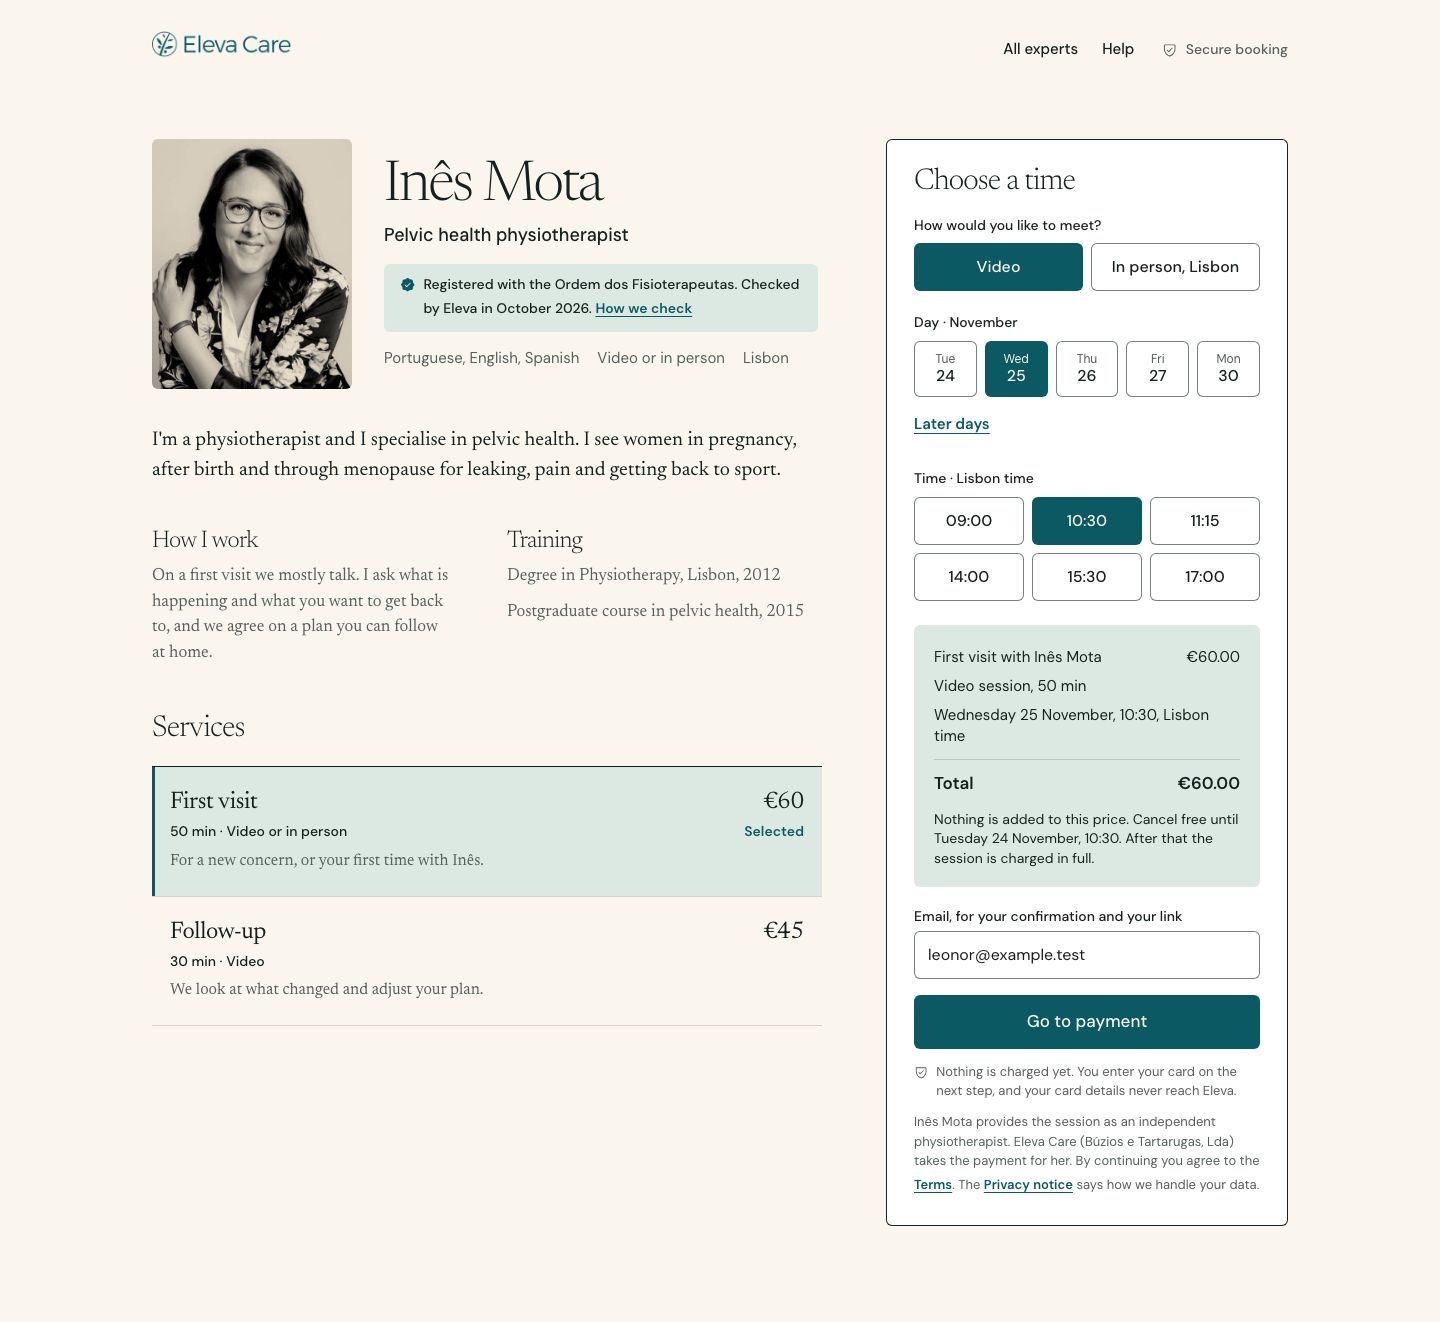 Eleva Care
All experts
Help
Secure booking
Inês Mota
Pelvic health physiotherapist
Registered with the Ordem dos Fisioterapeutas. Checked
by Eleva in October 2026. How we check
Portuguese, English, Spanish
Video or in person
Lisbon
I'm a physiotherapist and I specialise in pelvic health. I see women in pregnancy,
after birth and through menopause for leaking, pain and getting back to sport.
How I work
On a first visit we mostly talk. I ask what is
happening and what you want to get back
to, and we agree on a plan you can follow
at home.
Training
Degree in Physiotherapy, Lisbon, 2012
Postgraduate course in pelvic health, 2015
Services
First visit
€60
50 min · Video or in person
Selected
For a new concern, or your first time with Inês.
Follow-up
€45
30 min · Video
We look at what changed and adjust your plan.
Choose a time
How would you like to meet?
Video
In person, Lisbon
Day · November
Tue
24
Wed
25
Thu
26
Fri
27
Mon
30
Later days
Time · Lisbon time
09:00
10:30
11:15
14:00
15:30
17:00
First visit with Inês Mota
€60.00
Video session, 50 min
Wednesday 25 November, 10:30, Lisbon
time
Total
€60.00
Nothing is added to this price. Cancel free until
Tuesday 24 November, 10:30. After that the
session is charged in full.
Email, for your confirmation and your link
leonor@example.test
Go to payment
Nothing is charged yet. You enter your card on the
next step, and your card details never reach Eleva.
Inês Mota provides the session as an independent
physiotherapist. Eleva Care (Búzios e Tartarugas, Lda)
takes the payment for her. By continuing you agree to the
Terms. The Privacy notice says how we handle your data.